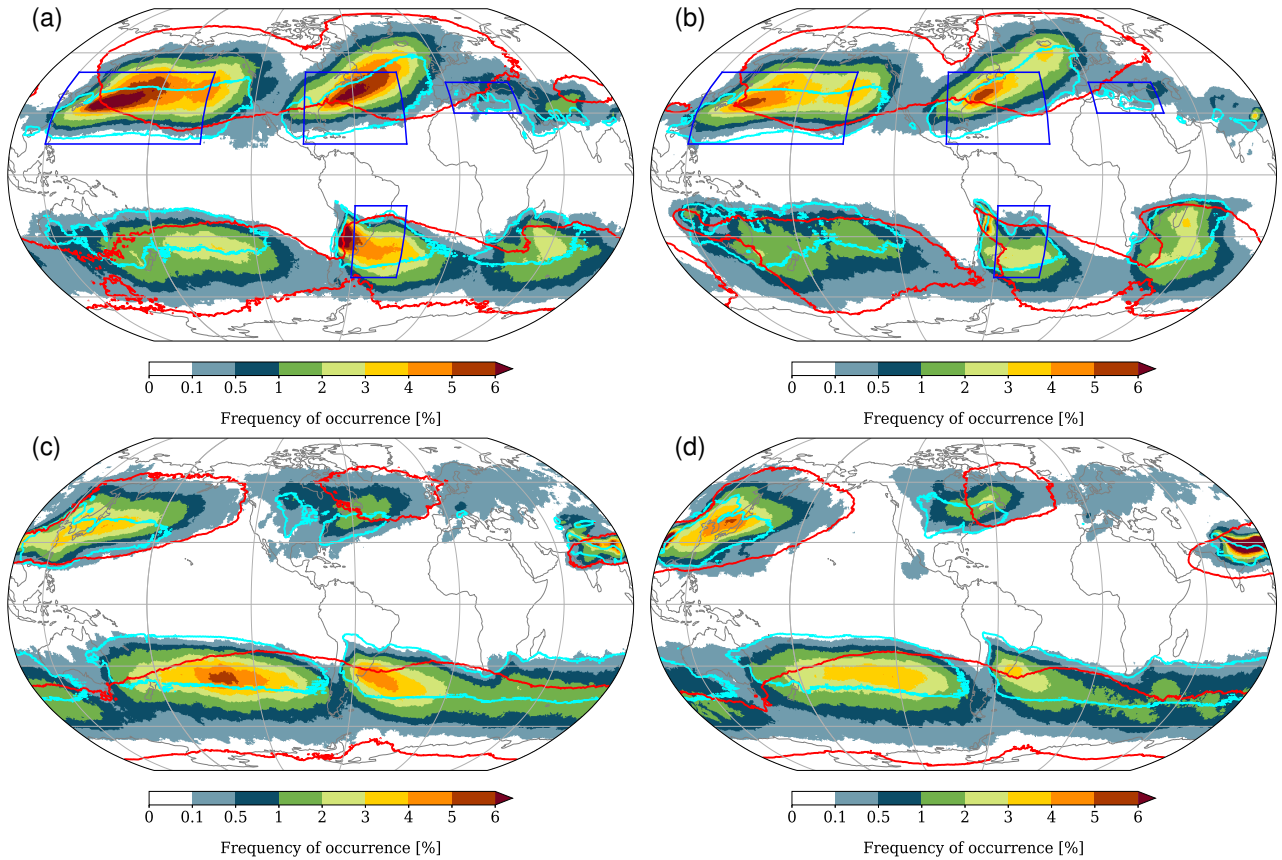 (a) (b)
0 0.1 0.5 1 2 3 4 5 6 0 0.1 0.5 1 2 3 4 5 6
Frequency of occurrence [%] Frequency of occurrence [%]
(c) (d)
0 0.1 0.5 1 2 3 4 5 6 0 0.1 0.5 1 2 3 4 5 6
Frequency of occurrence [%] Frequency of occurrence [%]